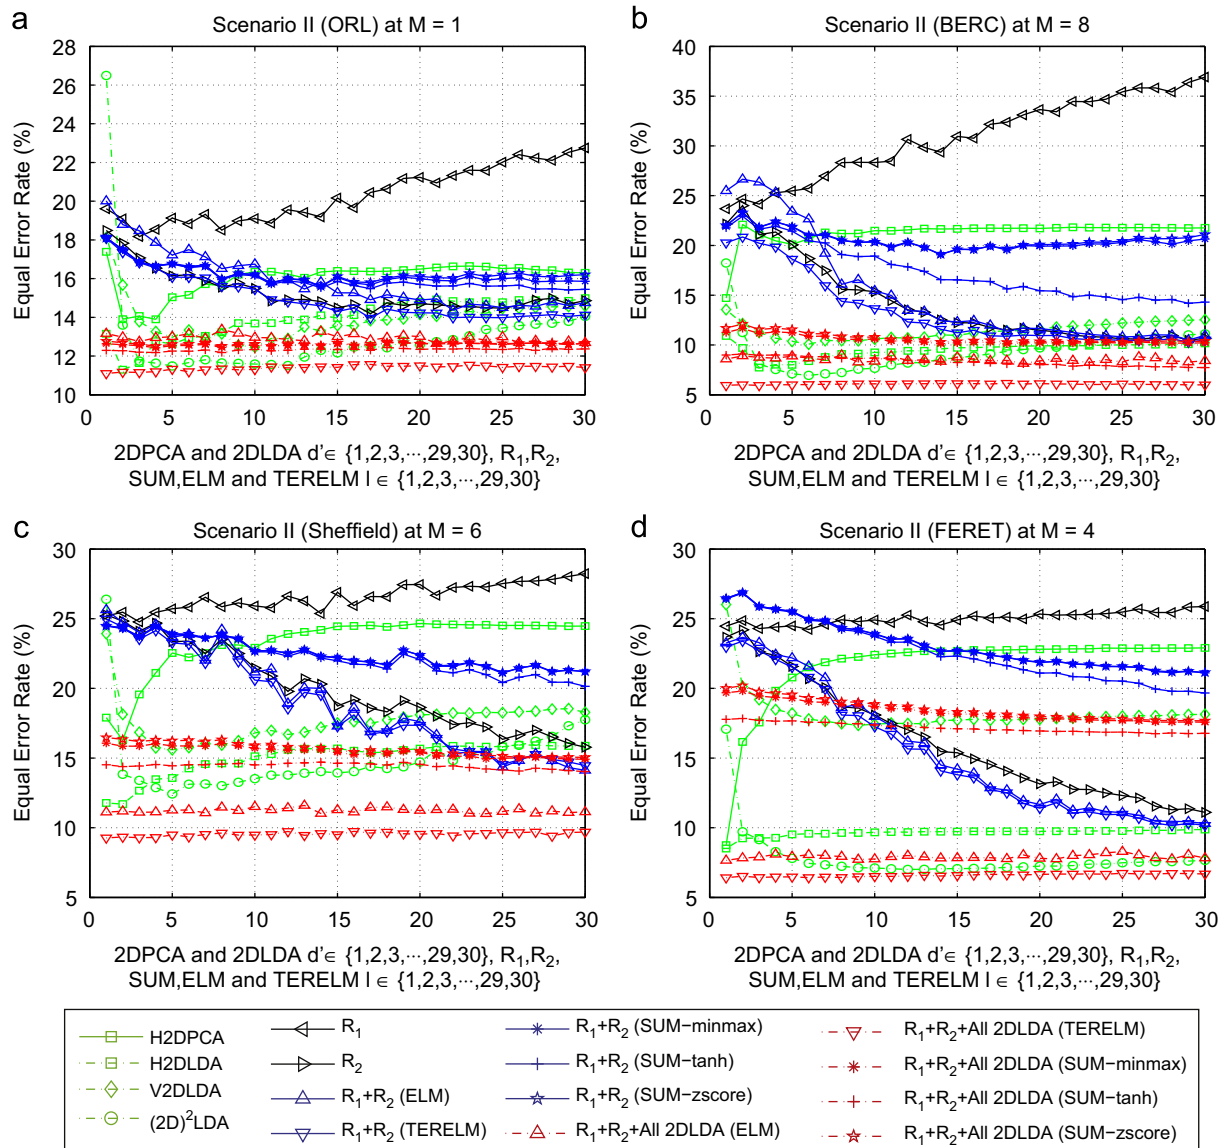 a
Scenario II (ORL) at M = 1
Equal Error Rate (%)
28
26
24
22
20
18
16
14
12
10
0 5 10 15 20 25 30
2DPCA and 2DLDA d'∈ {1,2,3,⋯,29,30}, R₁,R₂,
SUM,ELM and TERELM l ∈ {1,2,3,⋯,29,30}
b
Scenario II (BERC) at M = 8
Equal Error Rate (%)
40
35
30
25
20
15
10
5
0 5 10 15 20 25 30
2DPCA and 2DLDA d'∈ {1,2,3,⋯,29,30}, R₁,R₂,
SUM,ELM and TERELM l ∈ {1,2,3,⋯,29,30}
c
Scenario II (Sheffield) at M = 6
Equal Error Rate (%)
30
25
20
15
10
5
0 5 10 15 20 25 30
2DPCA and 2DLDA d'∈ {1,2,3,⋯,29,30}, R₁,R₂,
SUM,ELM and TERELM l ∈ {1,2,3,⋯,29,30}
d
Scenario II (FERET) at M = 4
Equal Error Rate (%)
30
25
20
15
10
5
0 5 10 15 20 25 30
2DPCA and 2DLDA d'∈ {1,2,3,⋯,29,30}, R₁,R₂,
SUM,ELM and TERELM l ∈ {1,2,3,⋯,29,30}
H2DPCA
H2DLDA
V2DLDA
(2D)²LDA
R₁
R₂
R₁+R₂ (ELM)
R₁+R₂ (TERELM)
R₁+R₂ (SUM−minmax)
R₁+R₂ (SUM−tanh)
R₁+R₂ (SUM−zscore)
R₁+R₂+All 2DLDA (ELM)
R₁+R₂+All 2DLDA (TERELM)
R₁+R₂+All 2DLDA (SUM−minmax)
R₁+R₂+All 2DLDA (SUM−tanh)
R₁+R₂+All 2DLDA (SUM−zscore)